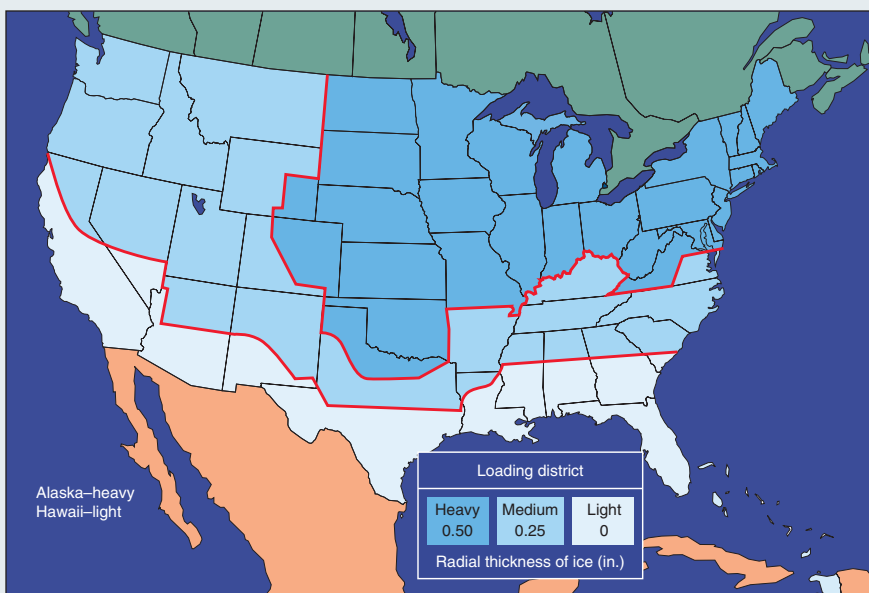 Alaska–heavy
Hawaii–light
Loading district
Heavy Medium Light
0.50 0.25 0
Radial thickness of ice (in.)